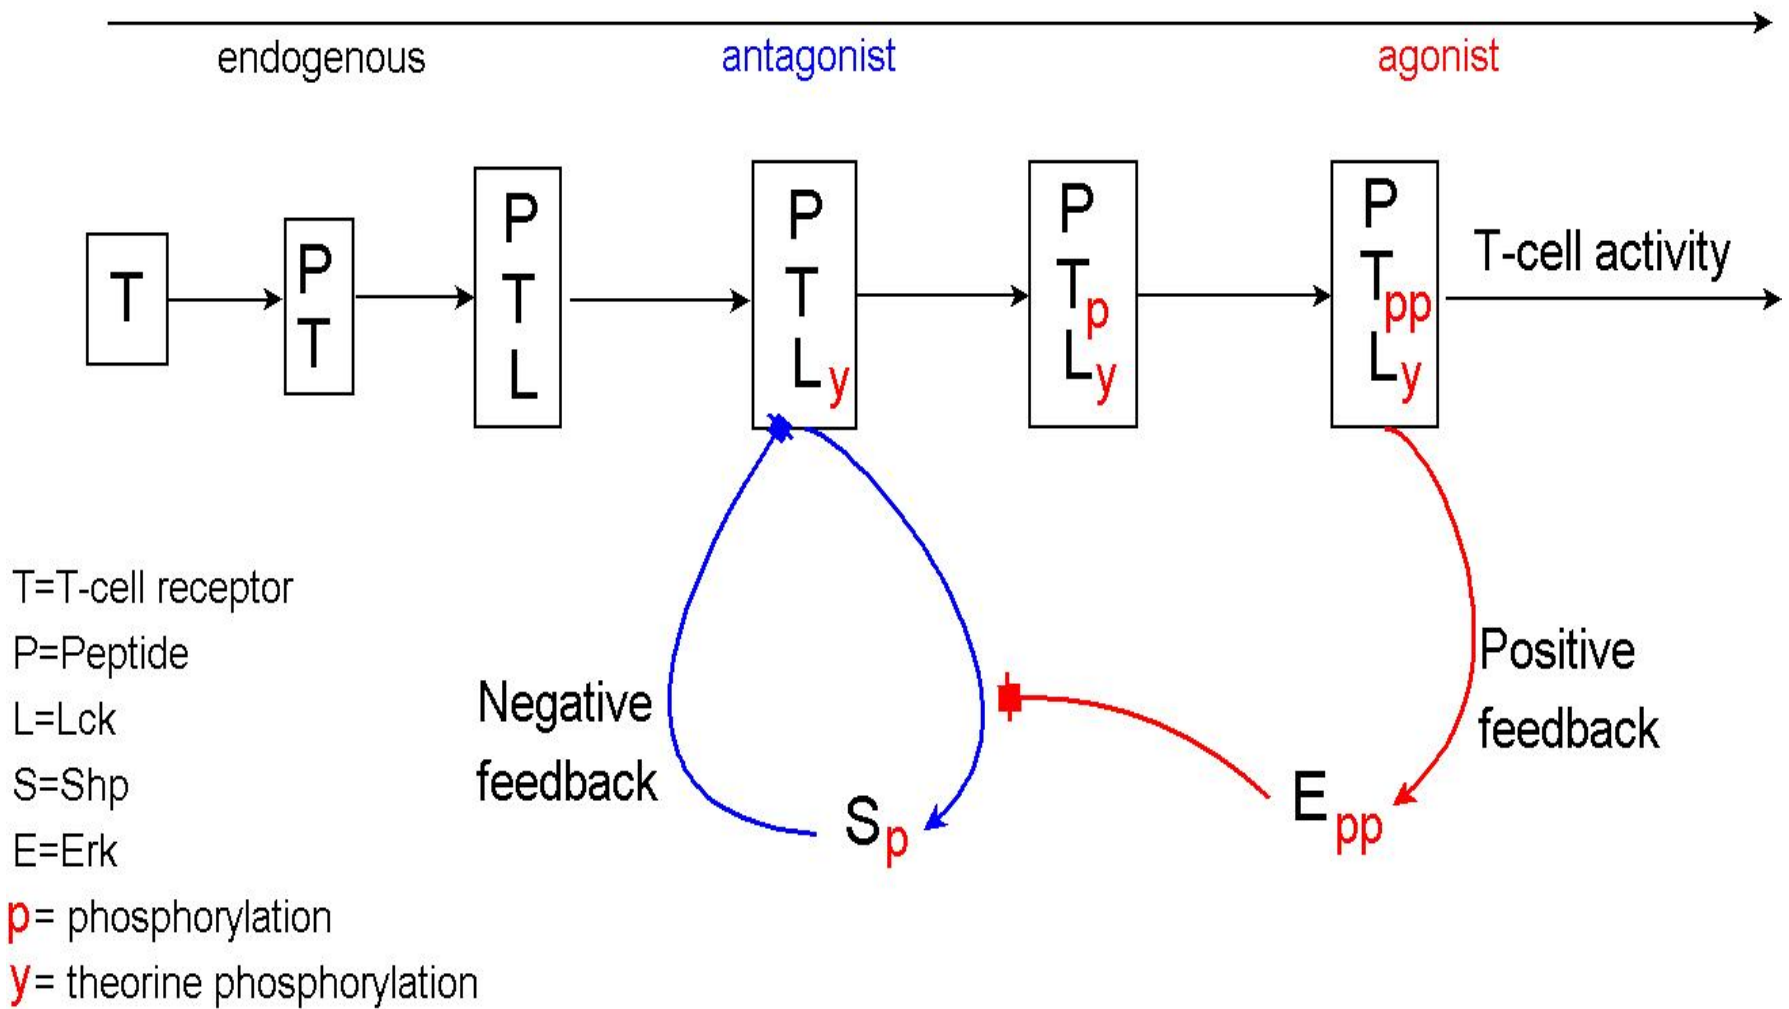 endogenous antagonist agonist
T
P
T
P
T
L
P
T
Ly
P
Tp
Ly
P
Tpp
Ly
T-cell activity
Negative
feedback
Sp
Epp
Positive
feedback
T=T-cell receptor
P=Peptide
L=Lck
S=Shp
E=Erk
p= phosphorylation
y= theorine phosphorylation